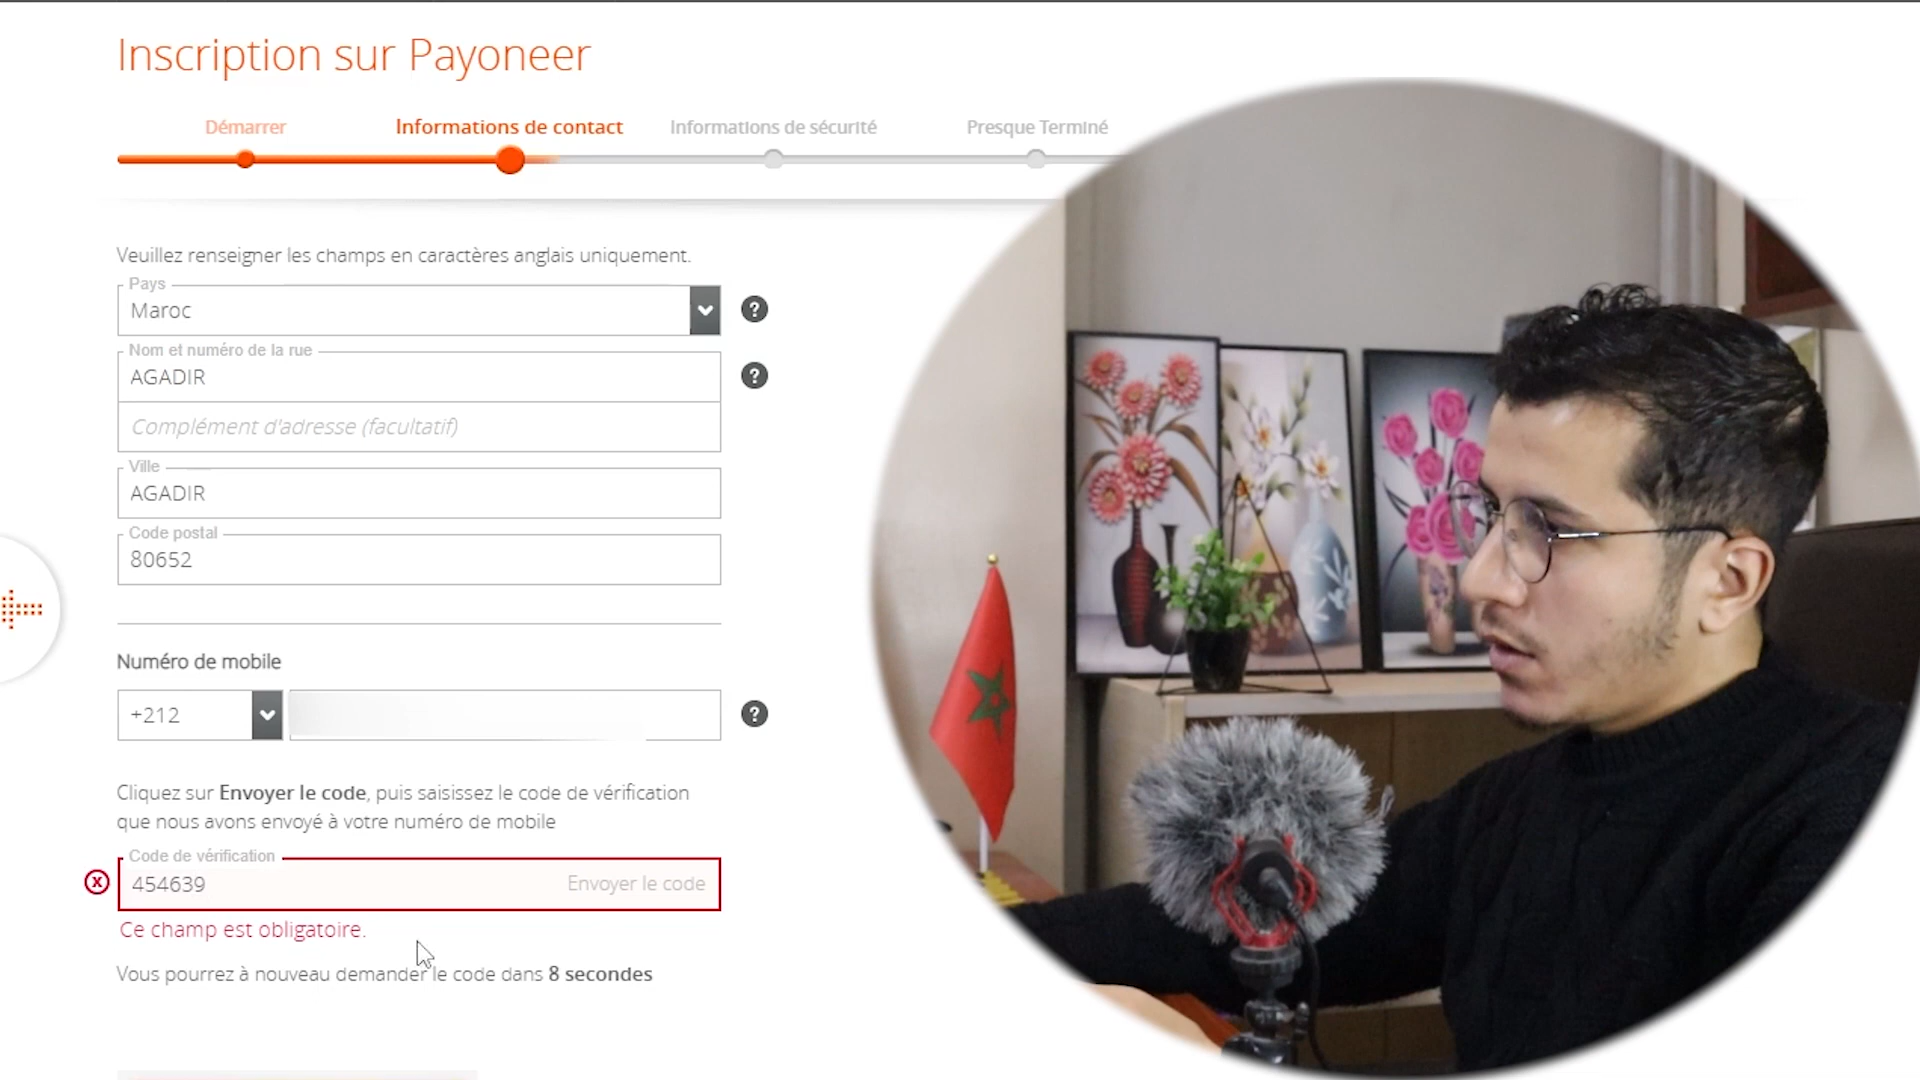 Inscription sur Payoneer
Démarrer
Informations de contact
Informations de sécurité
Presque Terminé
Veuillez renseigner les champs en caractères anglais uniquement.
Pays
Maroc
?
Nom et numéro de la rue
AGADIR
?
Complément d'adresse (facultatif)
Ville
AGADIR
Code postal
80652
Numéro de mobile
+212
?
Cliquez sur Envoyer le code, puis saisissez le code de vérification
que nous avons envoyé à votre numéro de mobile
Code de vérification
454639
Envoyer le code
Ce champ est obligatoire.
Vous pourrez à nouveau demander le code dans 8 secondes